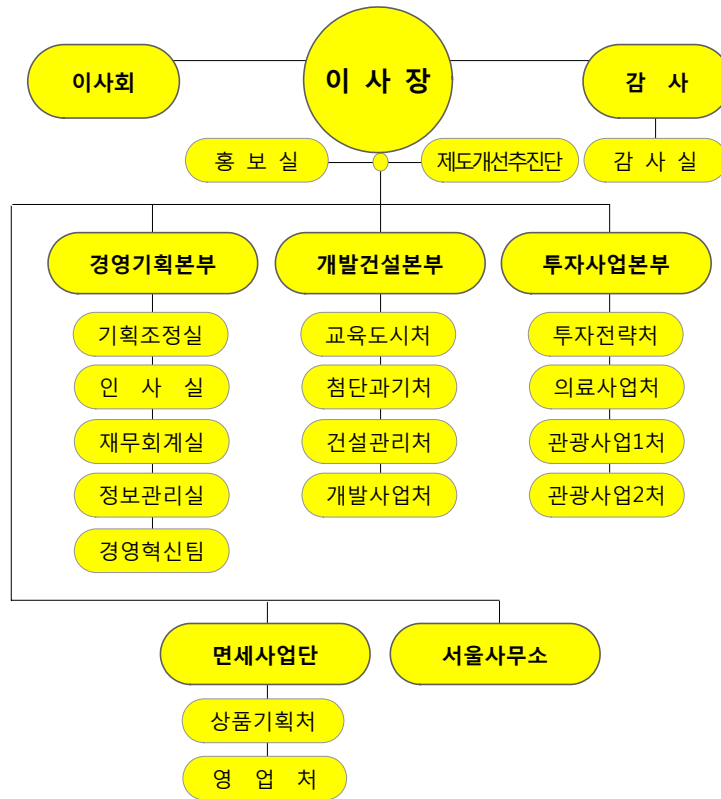 이사회
이 사 장
감 사
홍 보 실
제도개선추진단
감 사 실
경영기획본부
개발건설본부
투자사업본부
기획조정실
교육도시처
투자전략처
인 사 실
첨단과기처
의료사업처
재무회계실
건설관리처
관광사업1처
정보관리실
개발사업처
관광사업2처
경영혁신팀
면세사업단
서울사무소
상품기획처
영 업 처